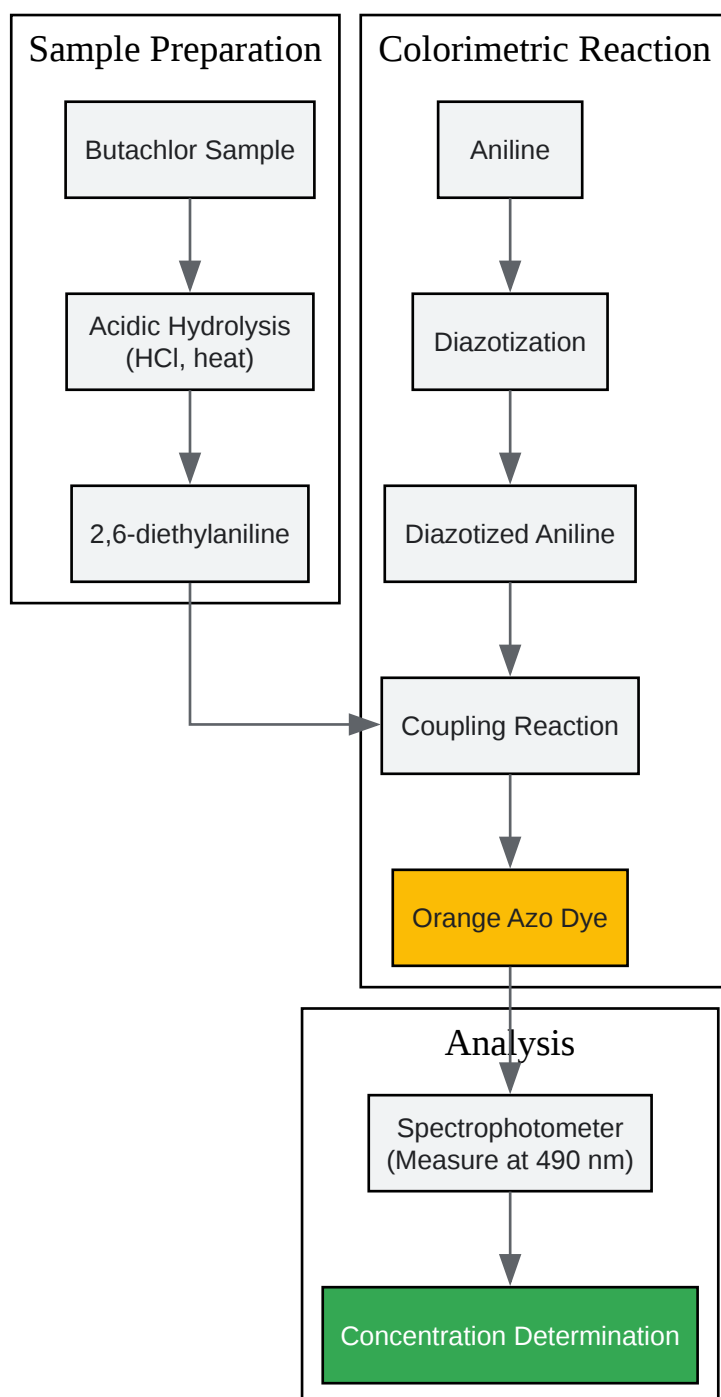 Sample Preparation
Butachlor Sample
Acidic Hydrolysis
(HCl, heat)
2,6-diethylaniline
Colorimetric Reaction
Aniline
Diazotization
Diazotized Aniline
Coupling Reaction
Orange Azo Dye
Analysis
Spectrophotometer
(Measure at 490 nm)
Concentration Determination